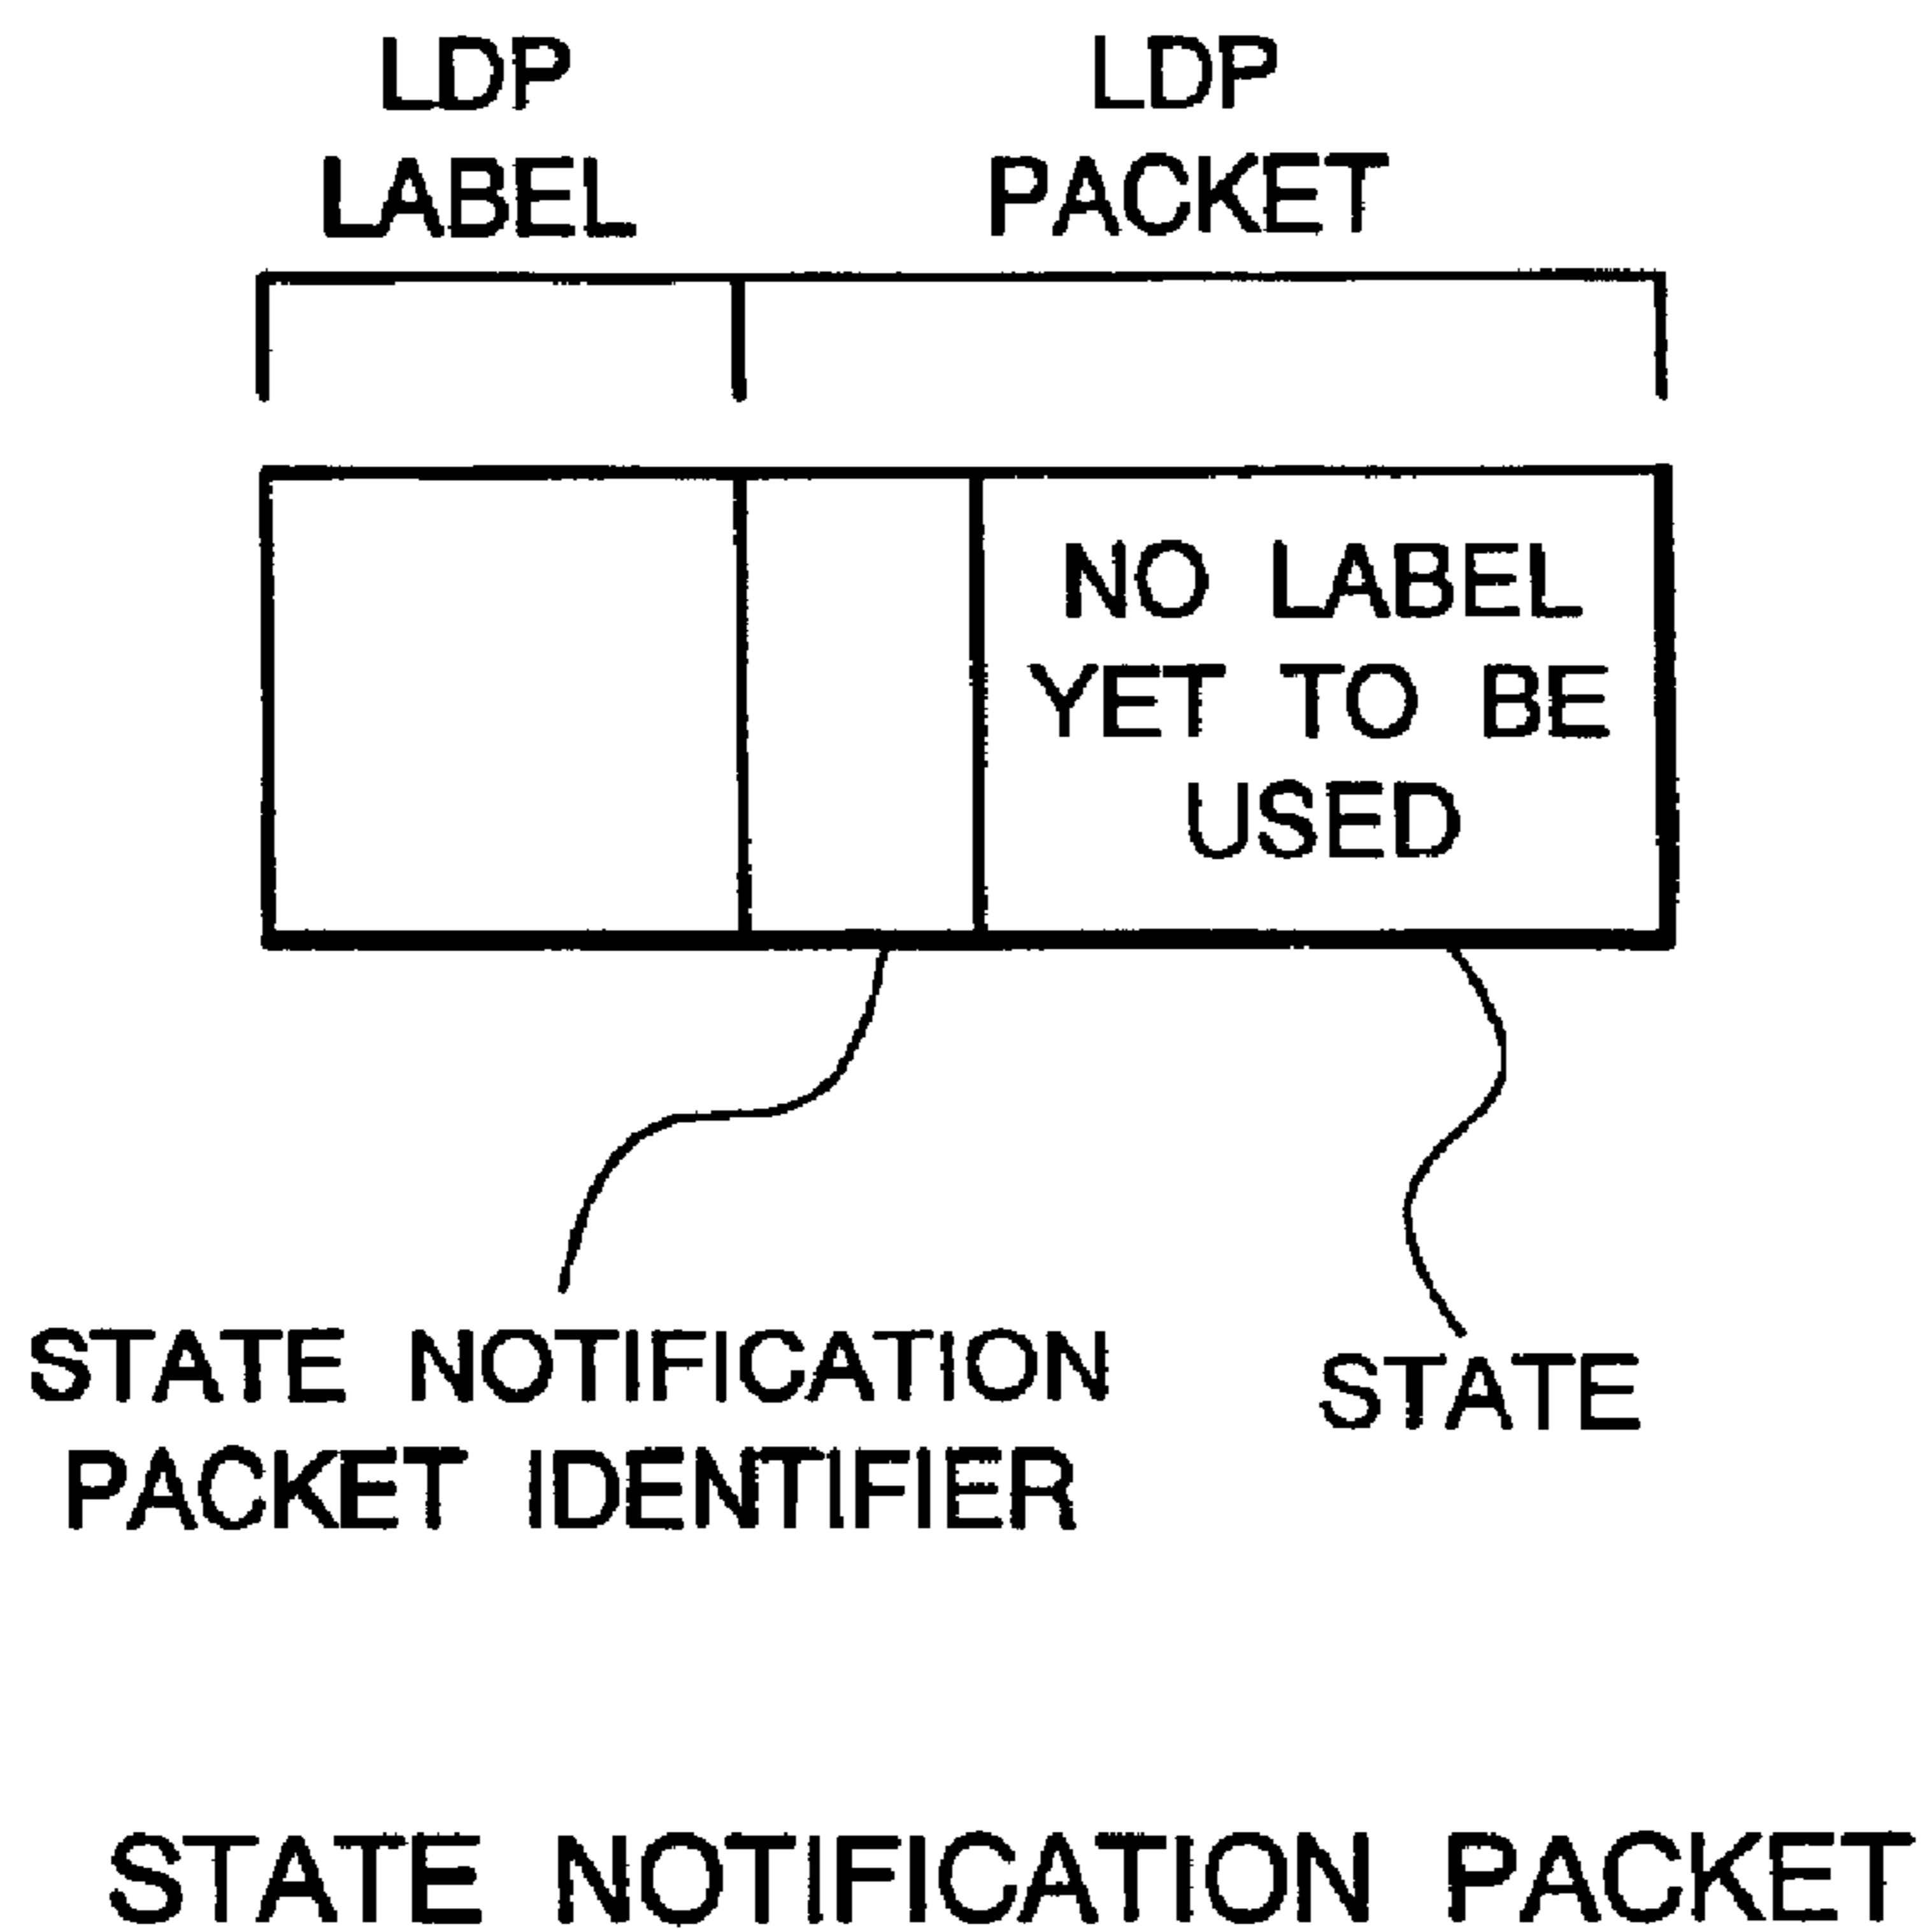 LDP
LABEL
LDP
PACKET
NO LABEL
YET TO BE
USED
STATE NOTIFICATION
PACKET IDENTIFIER
STATE
STATE NOTIFICATION PACKET